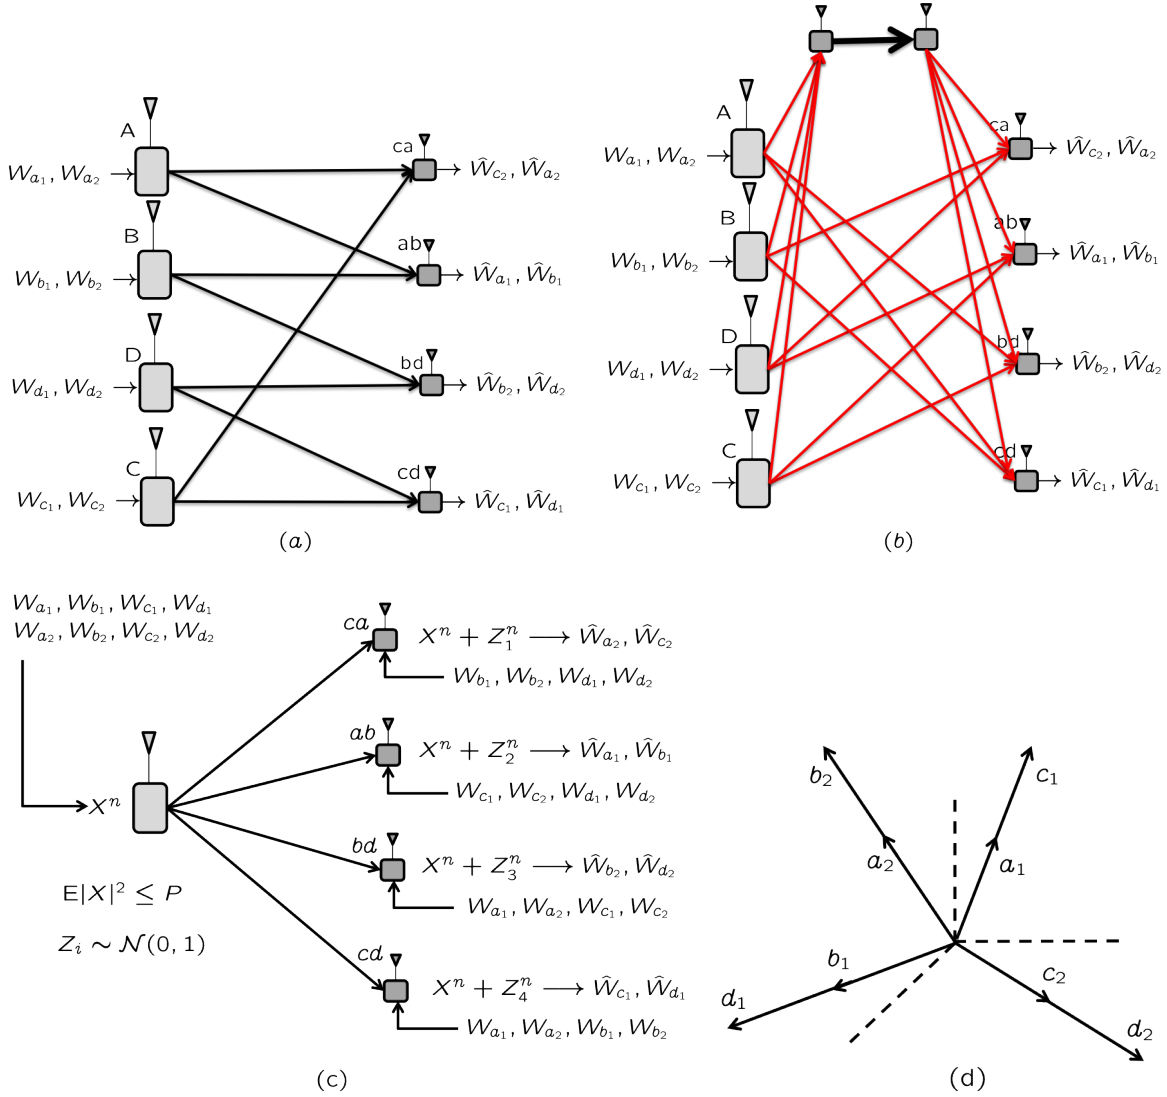 A
ca
W_{a_1}, W_{a_2}
Ŵ_{c_2}, Ŵ_{a_2}
B
ab
W_{b_1}, W_{b_2}
Ŵ_{a_1}, Ŵ_{b_1}
D
bd
W_{d_1}, W_{d_2}
Ŵ_{b_2}, Ŵ_{d_2}
C
cd
W_{c_1}, W_{c_2}
Ŵ_{c_1}, Ŵ_{d_1}
(a)
A
ca
W_{a_1}, W_{a_2}
Ŵ_{c_2}, Ŵ_{a_2}
B
ab
W_{b_1}, W_{b_2}
Ŵ_{a_1}, Ŵ_{b_1}
D
bd
W_{d_1}, W_{d_2}
Ŵ_{b_2}, Ŵ_{d_2}
C
cd
W_{c_1}, W_{c_2}
Ŵ_{c_1}, Ŵ_{d_1}
(b)
W_{a_1}, W_{b_1}, W_{c_1}, W_{d_1}
W_{a_2}, W_{b_2}, W_{c_2}, W_{d_2}
X^n
E|X|^2 ≤ P
Z_i ∼ N(0, 1)
ca
X^n + Z_1^n ⟶ Ŵ_{a_2}, Ŵ_{c_2}
W_{b_1}, W_{b_2}, W_{d_1}, W_{d_2}
ab
X^n + Z_2^n ⟶ Ŵ_{a_1}, Ŵ_{b_1}
W_{c_1}, W_{c_2}, W_{d_1}, W_{d_2}
bd
X^n + Z_3^n ⟶ Ŵ_{b_2}, Ŵ_{d_2}
W_{a_1}, W_{a_2}, W_{c_1}, W_{c_2}
cd
X^n + Z_4^n ⟶ Ŵ_{c_1}, Ŵ_{d_1}
W_{a_1}, W_{a_2}, W_{b_1}, W_{b_2}
(c)
b_2
c_1
a_2
a_1
b_1
c_2
d_1
d_2
(d)